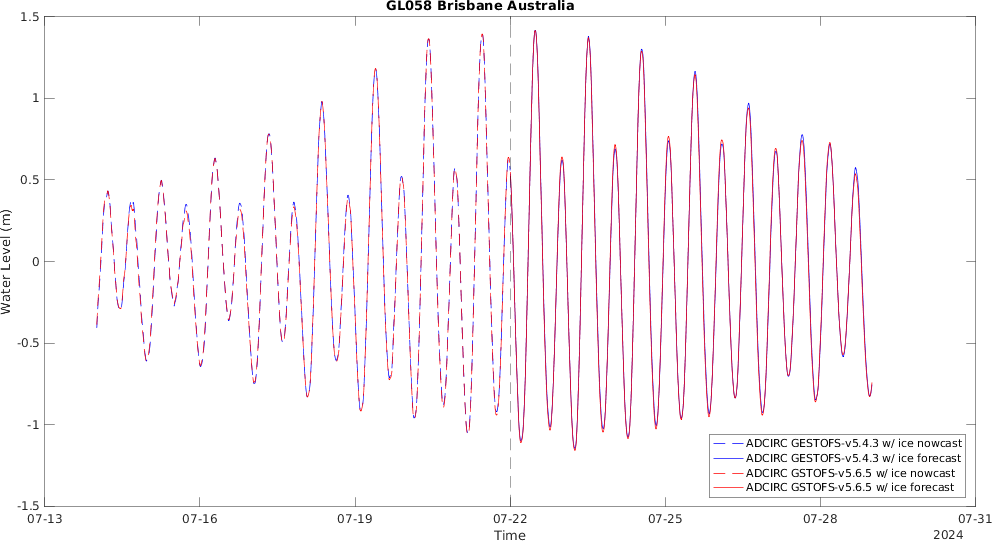 GL058 Brisbane Australia
1.5
1
0.5
0
-0.5
-1
-1.5
Water Level (m)
07-13
07-16
07-19
07-22
07-25
07-28
07-31
Time
2024
ADCIRC GESTOFS-v5.4.3 w/ ice nowcast
ADCIRC GESTOFS-v5.4.3 w/ ice forecast
ADCIRC GSTOFS-v5.6.5 w/ ice nowcast
ADCIRC GSTOFS-v5.6.5 w/ ice forecast